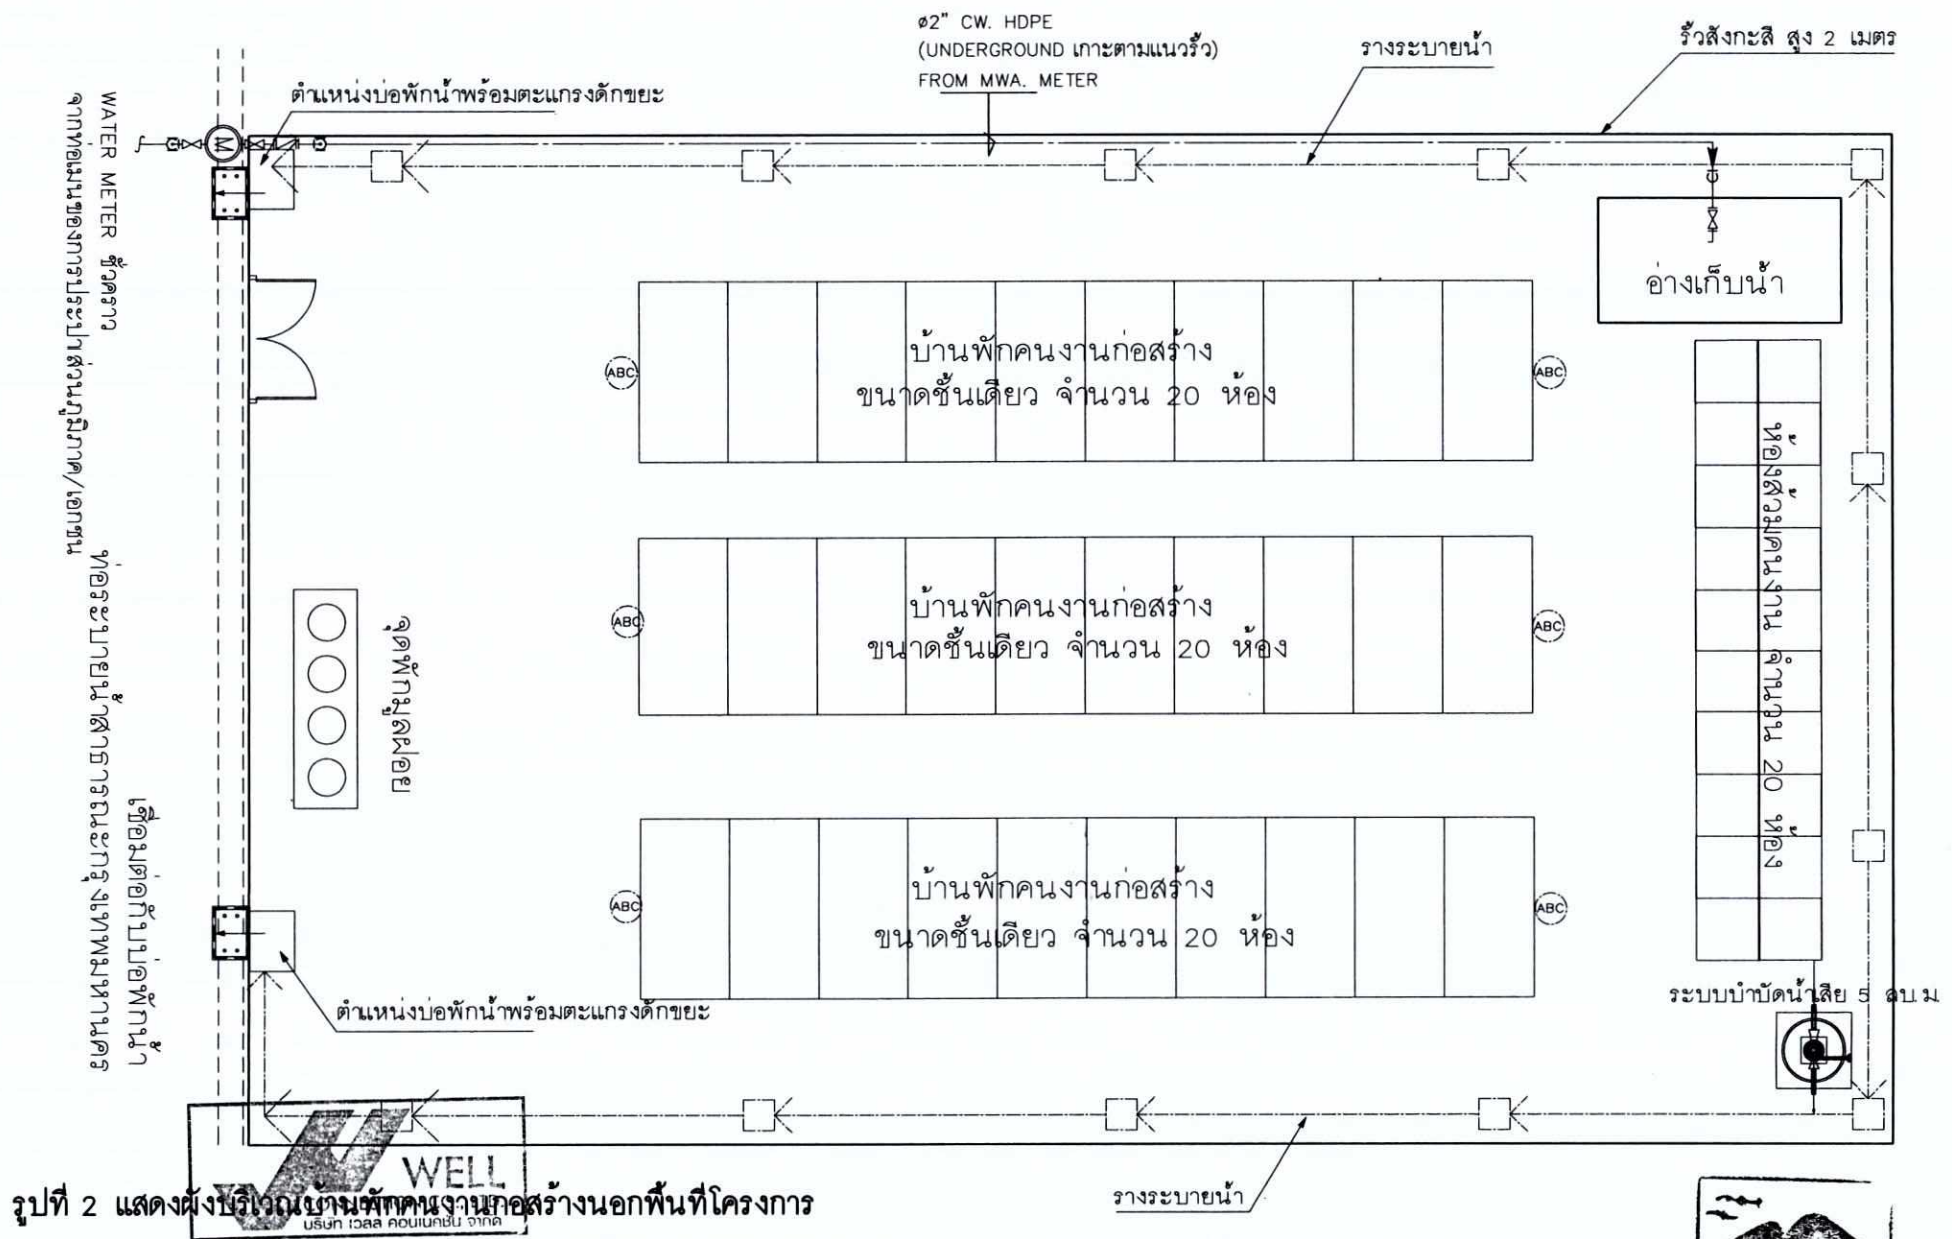 ø2" CW. HDPE
(UNDERGROUND เกาะตามแนวรั้ว)
FROM MWA. METER
รางระบายน้ำ
รั้วสังกะสี สูง 2 เมตร
ตำแหน่งบ่อพักน้ำพร้อมตะแกรงดักขยะ
WATER METER ชั่วคราว
จากท่อเมนของการประปาส่วนภูมิภาค/เอกชน
M
อ่างเก็บน้ำ
บ้านพักคนงานก่อสร้าง
ขนาดชั้นเดียว จำนวน 20 ห้อง
ABC
ABC
ห้องส้วมคนงาน จำนวน 20 ห้อง
บ้านพักคนงานก่อสร้าง
ขนาดชั้นเดียว จำนวน 20 ห้อง
ABC
ABC
จุดพักมูลฝอย
เชื่อมต่อกับบ่อพักน้ำ
ท่อระบายน้ำสาธารณะกรุงเทพมหานคร
บ้านพักคนงานก่อสร้าง
ขนาดชั้นเดียว จำนวน 20 ห้อง
ABC
ABC
ตำแหน่งบ่อพักน้ำพร้อมตะแกรงดักขยะ
ระบบบำบัดน้ำเสีย 5 ลบ.ม
รางระบายน้ำ
WELL
บริษัท เวลล คอนเนคชั่น จำกัด
รูปที่ 2 แสดงผังบริเวณบ้านพักคนงานก่อสร้างนอกพื้นที่โครงการ